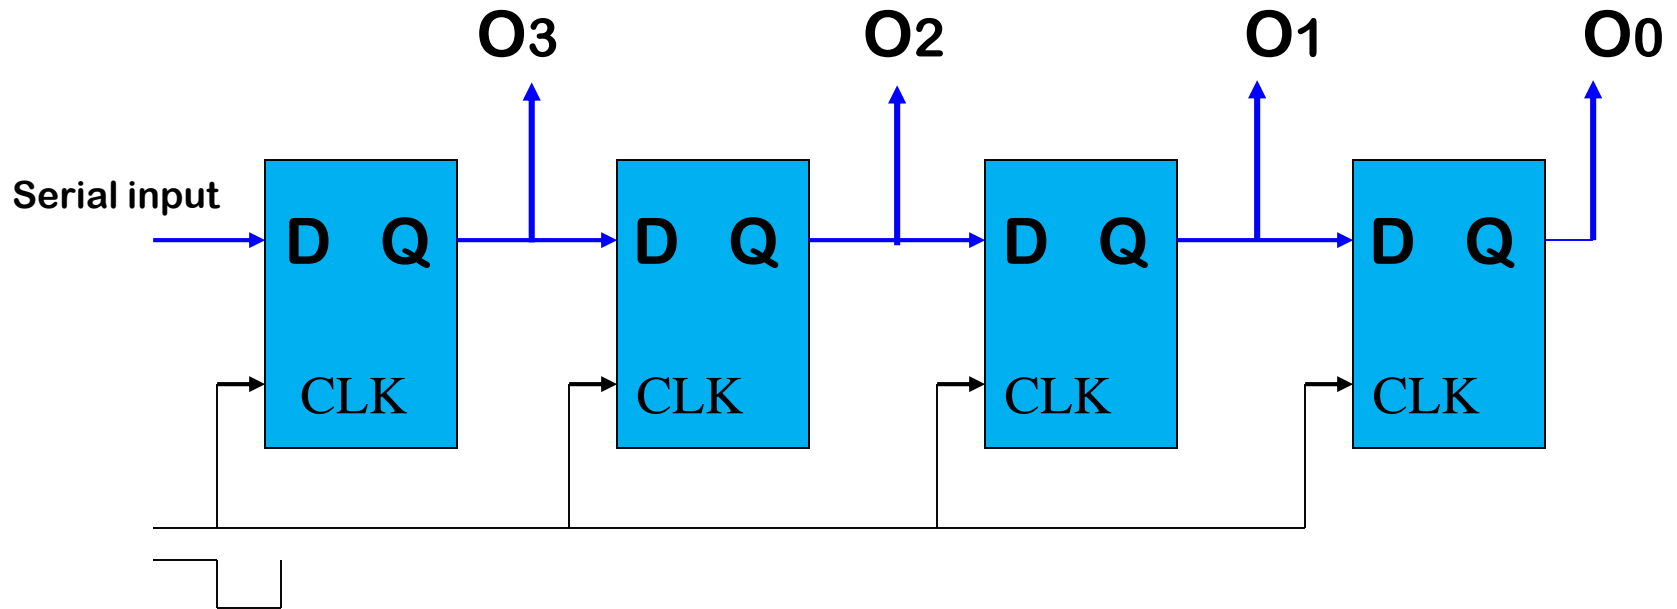 O3 O2 O1 O0
Serial input
D Q D Q D Q D Q
CLK CLK CLK CLK